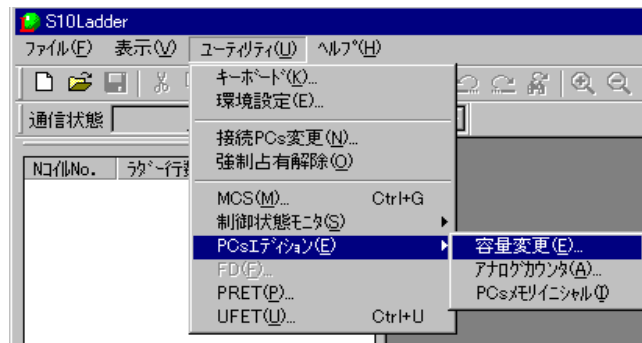 S10Ladder
ファイル(F) 表示(V) ユーティリティ(U) ヘルプ(H)
キーボード(K)...
環境設定(E)...
通信状態
接続PCs変更(N)...
強制占有解除(O)
NコイルNo. ラダー行数
MCS(M)... Ctrl+G
制御状態モニタ(S)
PCsエディション(E) 容量変更(E)...
FD(F)... アナログカウンタ(A)...
PRET(P)... PCsメモリイニシャル(I)
UFET(U)... Ctrl+U